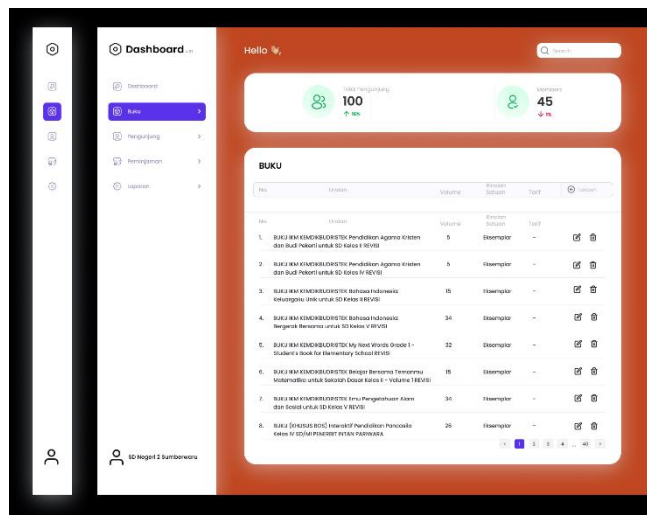 Dashboard
Dashboard
Buku
Pengunjung
Peminjaman
Laporan
SD Negeri 2 Sumberwaru
Hello 👋,
Search
Total Pengunjung
100
Members
45
BUKU
No. Uraian Volume Rincian Satuan Tarif
No. Uraian Volume Rincian Satuan Tarif
1. BUKU IKM KEMDIKBUDRISTEK Pendidikan Agama Kristen 5 Eksemplar -
dan Budi Pekerti untuk SD Kelas II REVISI
2. BUKU IKM KEMDIKBUDRISTEK Pendidikan Agama Kristen 5 Eksemplar -
dan Budi Pekerti untuk SD Kelas IV REVISI
3. BUKU IKM KEMDIKBUDRISTEK Bahasa Indonesia: 15 Eksemplar -
Keluargaku Unik untuk SD Kelas II REVISI
4. BUKU IKM KEMDIKBUDRISTEK Bahasa Indonesia: 34 Eksemplar -
Bergerak Bersama untuk SD Kelas V REVISI
5. BUKU IKM KEMDIKBUDRISTEK My Next Words Grade 1 - 32 Eksemplar -
Student's Book for Elementary School REVISI
6. BUKU IKM KEMDIKBUDRISTEK Belajar Bersama Temanmu 15 Eksemplar -
Matematika untuk Sekolah Dasar Kelas II - Volume 1 REVISI
7. BUKU IKM KEMDIKBUDRISTEK Ilmu Pengetahuan Alam 34 Eksemplar -
dan Sosial untuk SD Kelas V REVISI
8. BUKU (KHUSUS BOS) Interaktif Pendidikan Pancasila 26 Eksemplar -
Kelas IV SD/MI PENERBIT INTAN PARIWARA
< 1 2 3 4 ... 40 >